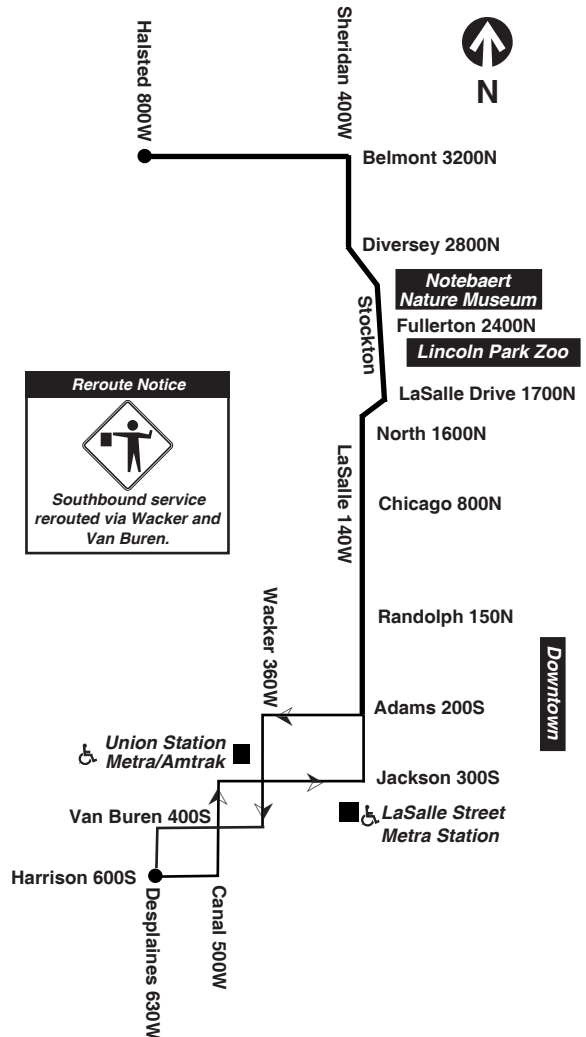 Halsted 800W
Sheridan 400W
N
Belmont 3200N
Diversey 2800N
Notebaert
Nature Museum
Stockton
Fullerton 2400N
Lincoln Park Zoo
LaSalle Drive 1700N
North 1600N
Reroute Notice
Southbound service
rerouted via Wacker and
Van Buren.
LaSalle 140W
Chicago 800N
Wacker 360W
Randolph 150N
Downtown
Adams 200S
Union Station
Metra/Amtrak
Jackson 300S
Van Buren 400S
LaSalle Street
Metra Station
Harrison 600S
Desplaines 630W
Canal 500W